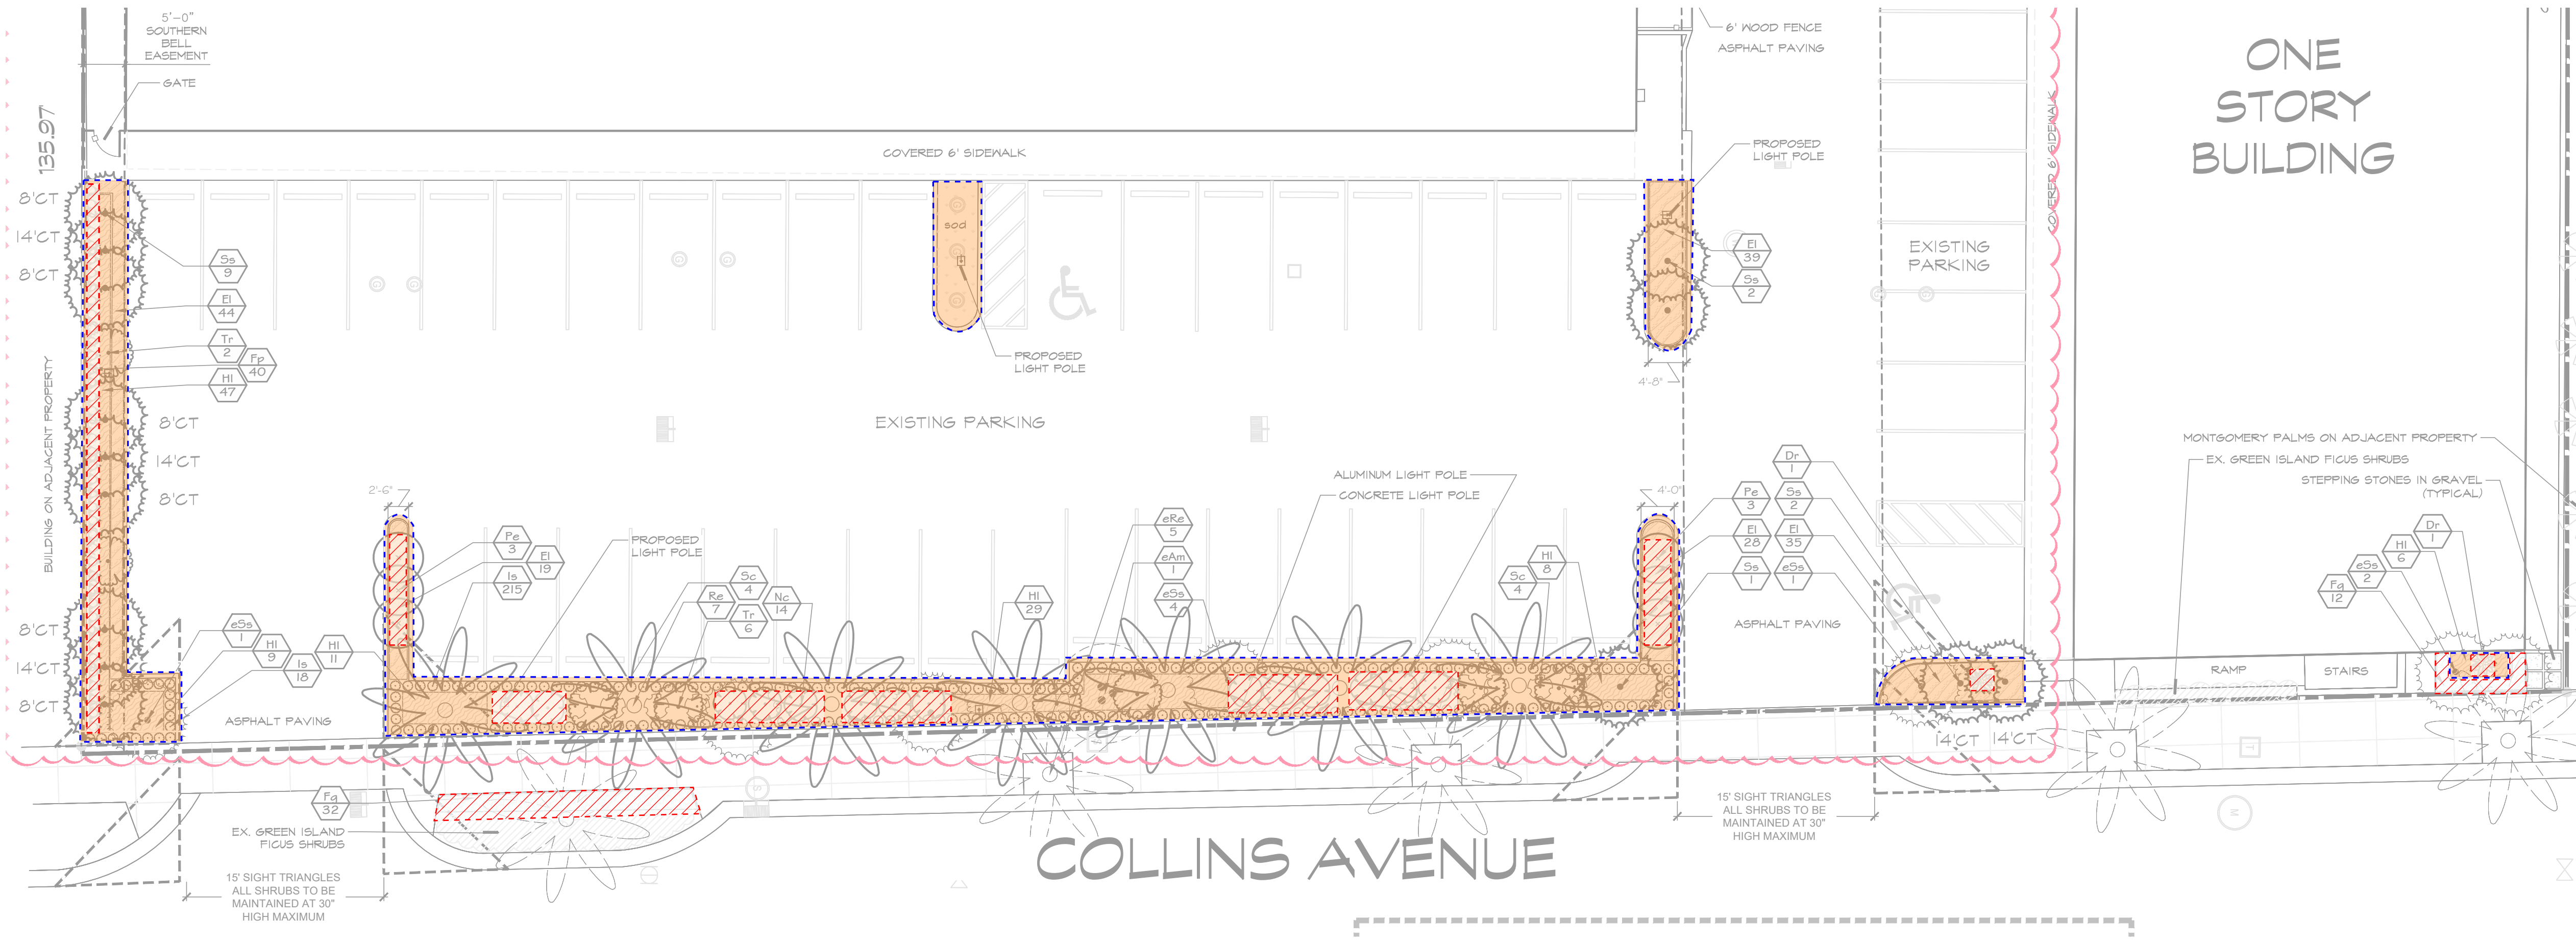 5'-0"
SOUTHERN
BELL
EASEMENT
GATE
135.97
8'CT
14'CT
8'CT
BUILDING ON ADJACENT PROPERTY
8'CT
14'CT
8'CT
Ss
9
El
44
Tr
2
Fp
40
Hl
47
8'CT
14'CT
8'CT
COVERED 6' SIDEWALK
sod
PROPOSED
LIGHT POLE
EXISTING PARKING
6' WOOD FENCE
ASPHALT PAVING
PROPOSED
LIGHT POLE
El
39
Ss
2
4'-8"
COVERED 6' SIDEWALK
EXISTING
PARKING
ONE
STORY
BUILDING
2'-6"
Pe
3
El
19
Is
215
PROPOSED
LIGHT POLE
Sc
4
Re
7
Nc
14
Tr
6
Hl
29
eRe
5
eAm
1
eSs
4
ALUMINUM LIGHT POLE
CONCRETE LIGHT POLE
Sc
4
Hl
8
4'-0"
Dr
1
Pe
3
Ss
2
El
28
El
35
Ss
1
eSs
1
ASPHALT PAVING
MONTGOMERY PALMS ON ADJACENT PROPERTY
EX. GREEN ISLAND FICUS SHRUBS
STEPPING STONES IN GRAVEL
(TYPICAL)
Dr
1
Hl
6
eSs
2
Fg
12
RAMP
STAIRS
eSs
1
Hl
9
Is
18
Hl
11
ASPHALT PAVING
14'CT
14'CT
Fg
32
EX. GREEN ISLAND
FICUS SHRUBS
S
T
M
15' SIGHT TRIANGLES
ALL SHRUBS TO BE
MAINTAINED AT 30"
HIGH MAXIMUM
COLLINS AVENUE
15' SIGHT TRIANGLES
ALL SHRUBS TO BE
MAINTAINED AT 30"
HIGH MAXIMUM